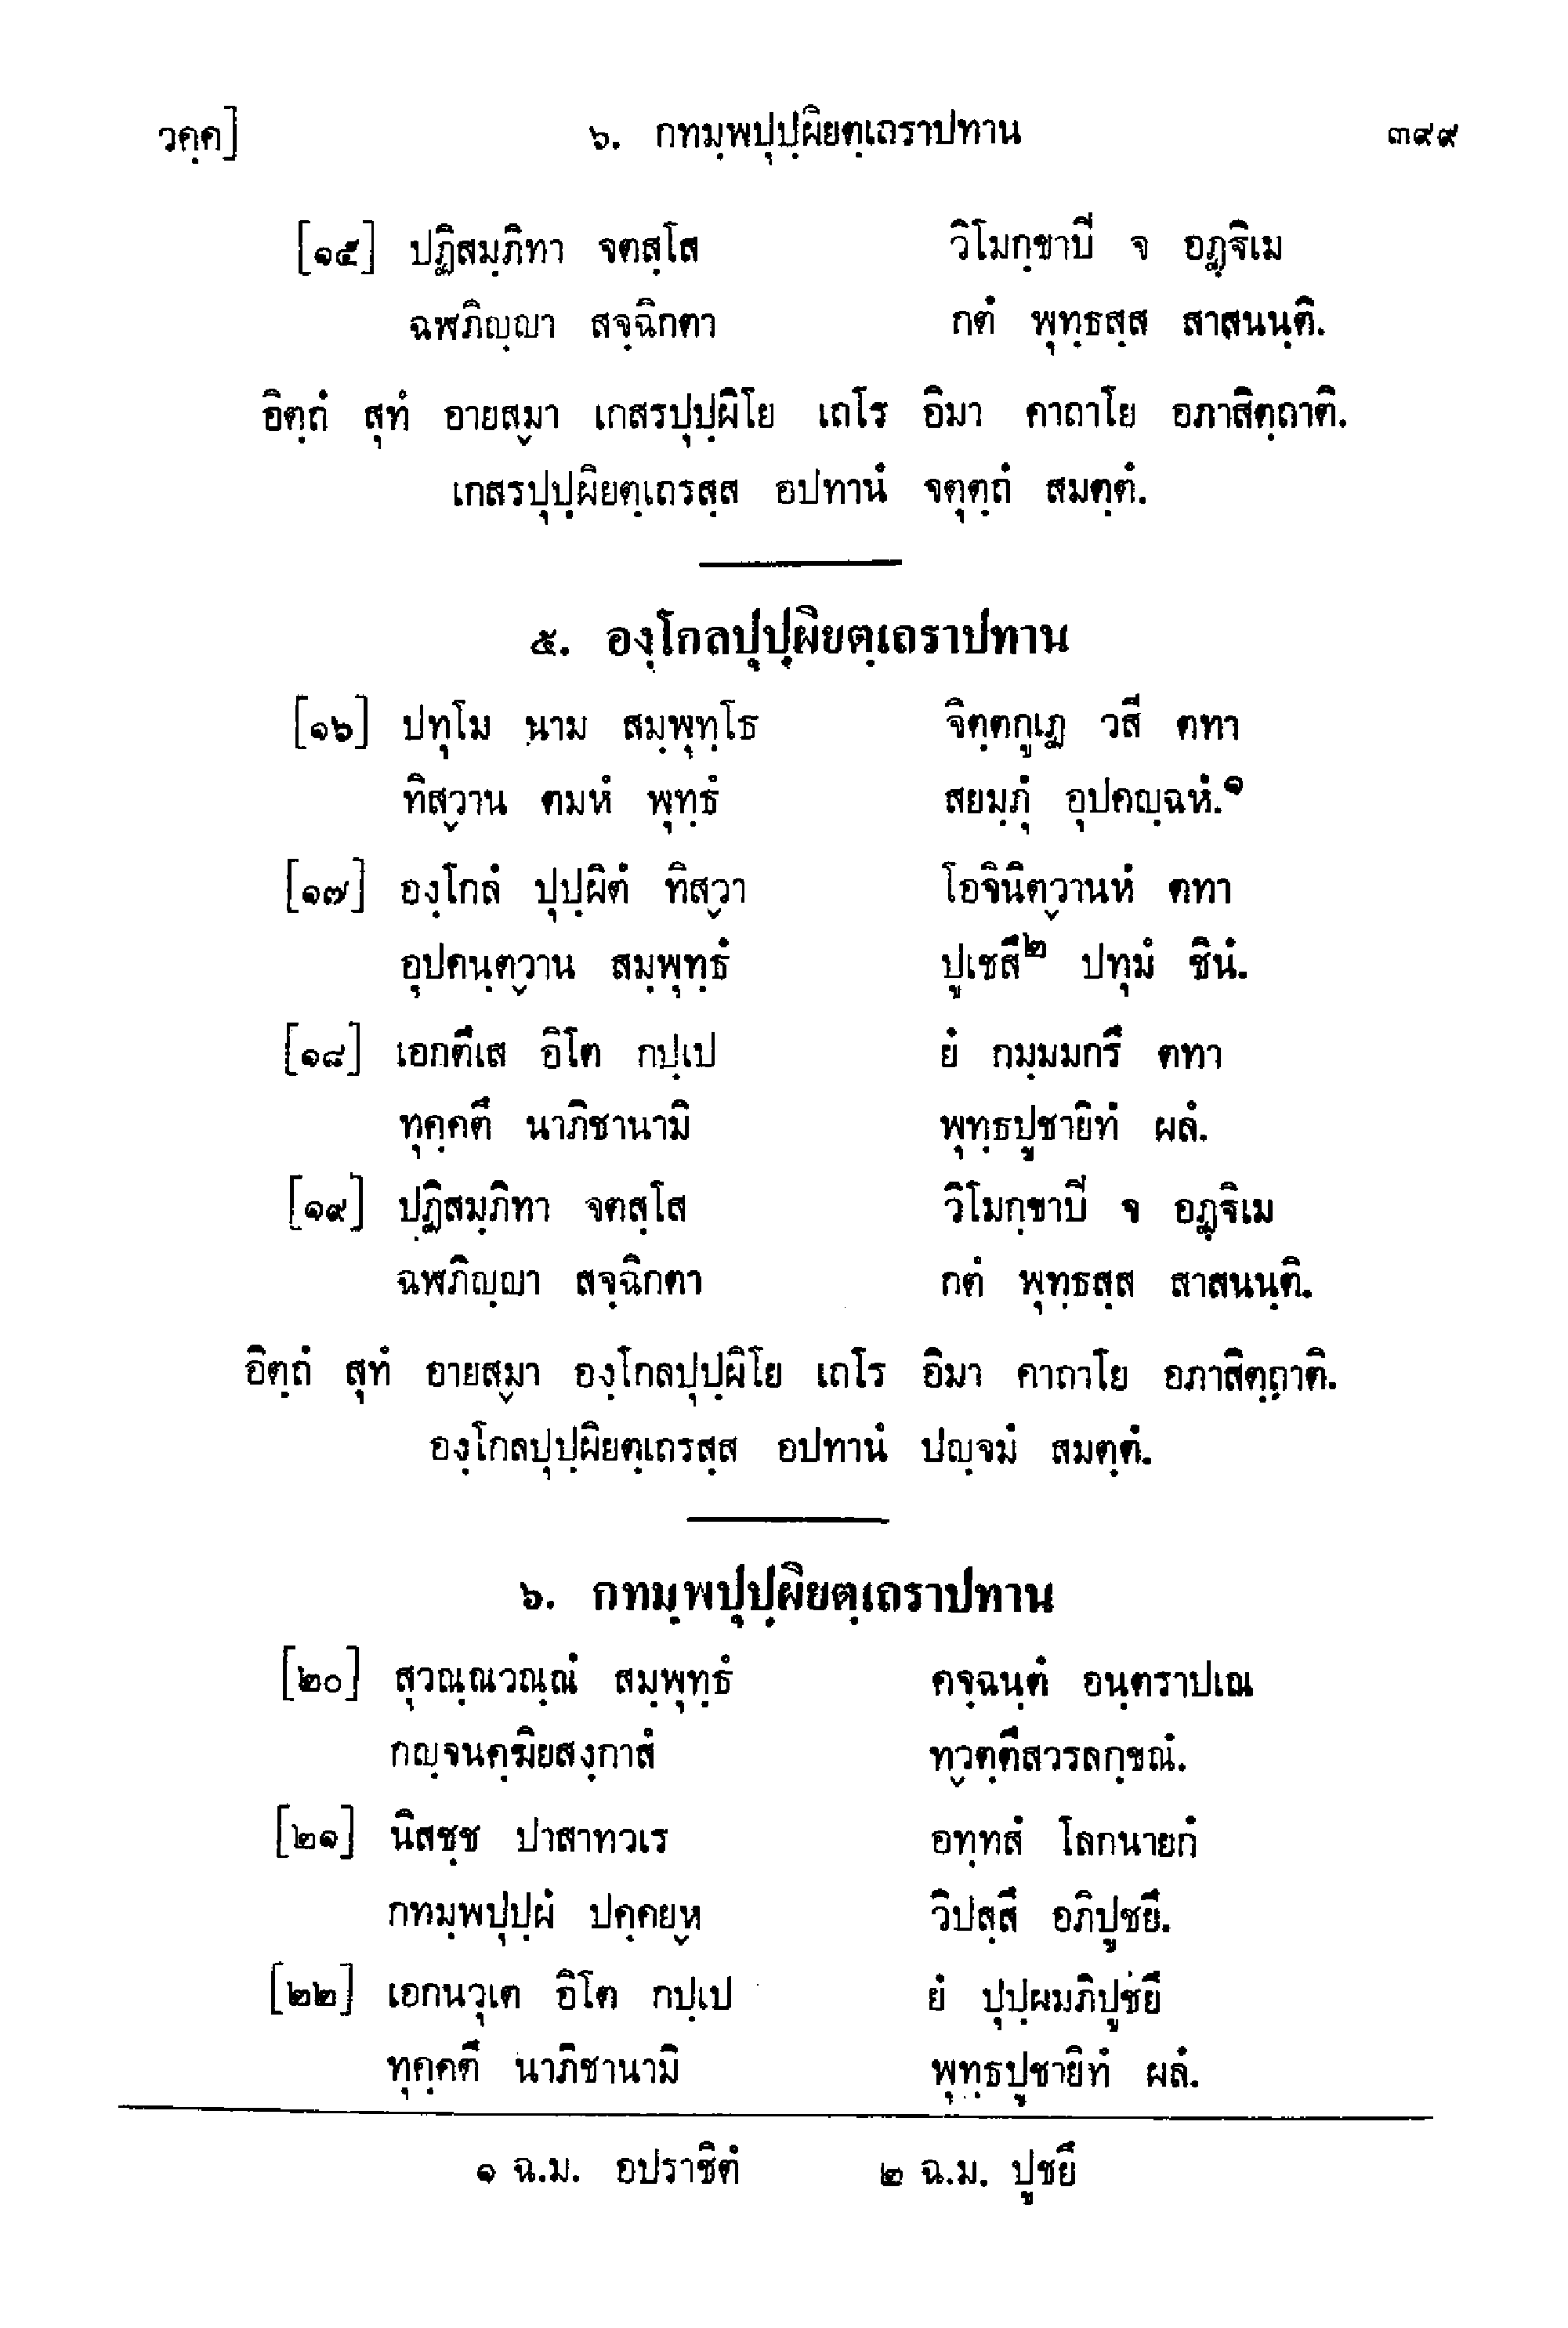 วคฺค] ๖. กทมฺพปุปฺผิยตฺเถราปทาน ๓๙๙
[๑๕] ปฏิสมฺภิทา จตสฺโส วิโมกฺขาปิ จ อฏฺฐิเม
ฉฬภิญฺญา สจฺฉิกตา กตํ พุทฺธสฺส สาสนนฺติ.
อิตฺถํ สุทํ อายสฺมา เกสรปุปฺผิโย เถโร อิมา คาถาโย อภาสิตฺถาติ.
เกสรปุปฺผิยตฺเถรสฺส อปทานํ จตุตฺถํ สมตฺตํ.
๕. องฺโกลปุปฺผิยตฺเถราปทาน
[๑๖] ปทุโม นาม สมฺพุทฺโธ จิตฺตกูเฏ วสี ตทา
ทิสฺวาน ตมหํ พุทฺธํ สยมฺภุํ อุปคญฺฉหํ.๑
[๑๗] องฺโกลํ ปุปฺผิตํ ทิสฺวา โอจินิตฺวานหํ ตทา
อุปคนฺตฺวาน สมฺพุทฺธํ ปูเชสึ๒ ปทุมํ ชินํ.
[๑๘] เอกตึเส อิโต กปฺเป ยํ กมฺมมกรึ ตทา
ทุคฺคตึ นาภิชานามิ พุทฺธปูชายิทํ ผลํ.
[๑๙] ปฏิสมฺภิทา จตสฺโส วิโมกฺขาปิ จ อฏฺฐิเม
ฉฬภิญฺญา สจฺฉิกตา กตํ พุทฺธสฺส สาสนนฺติ.
อิตฺถํ สุทํ อายสฺมา องฺโกลปุปฺผิโย เถโร อิมา คาถาโย อภาสิตฺถาติ.
องฺโกลปุปฺผิยตฺเถรสฺส อปทานํ ปญฺจมํ สมตฺตํ.
๖. กทมฺพปุปฺผิยตฺเถราปทาน
[๒๐] สุวณฺณวณฺณํ สมฺพุทฺธํ คจฺฉนฺตํ อนฺตราปเณ
กญฺจนคฺฆิยสงฺกาสํ ทฺวตฺตึสวรลกฺขณํ.
[๒๑] นิสชฺช ปาสาทวเร อทฺทสํ โลกนายกํ
กทมฺพปุปฺผํ ปคฺคยฺห วิปสฺสึ อภิปูชยึ.
[๒๒] เอกนวุเต อิโต กปฺเป ยํ ปุปฺผมภิปูชยึ
ทุคฺคตึ นาภิชานามิ พุทฺธปูชายิทํ ผลํ.
๑ ฉ.ม. อปราชิตํ ๒ ฉ.ม. ปูชยึ